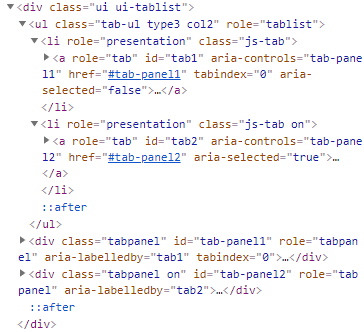 ▼<div class="ui ui-tablist">
▼<ul class="tab-ul type3 col2" role="tablist">
▼<li role="presentation" class="js-tab">
▶<a role="tab" id="tab1" aria-controls="tab-pane
l1" href="#tab-panel1" tabindex="0" aria-
selected="false">…</a>
</li>
▼<li role="presentation" class="js-tab on">
▶<a role="tab" id="tab2" aria-controls="tab-pane
l2" href="#tab-panel2" aria-selected="true">…
</a>
</li>
::after
</ul>
▶<div class="tabpanel" id="tab-panel1" role="tabpan
el" aria-labelledby="tab1" tabindex="0">…</div>
▶<div class="tabpanel on" id="tab-panel2" role="tab
panel" aria-labelledby="tab2">…</div>
::after
</div>